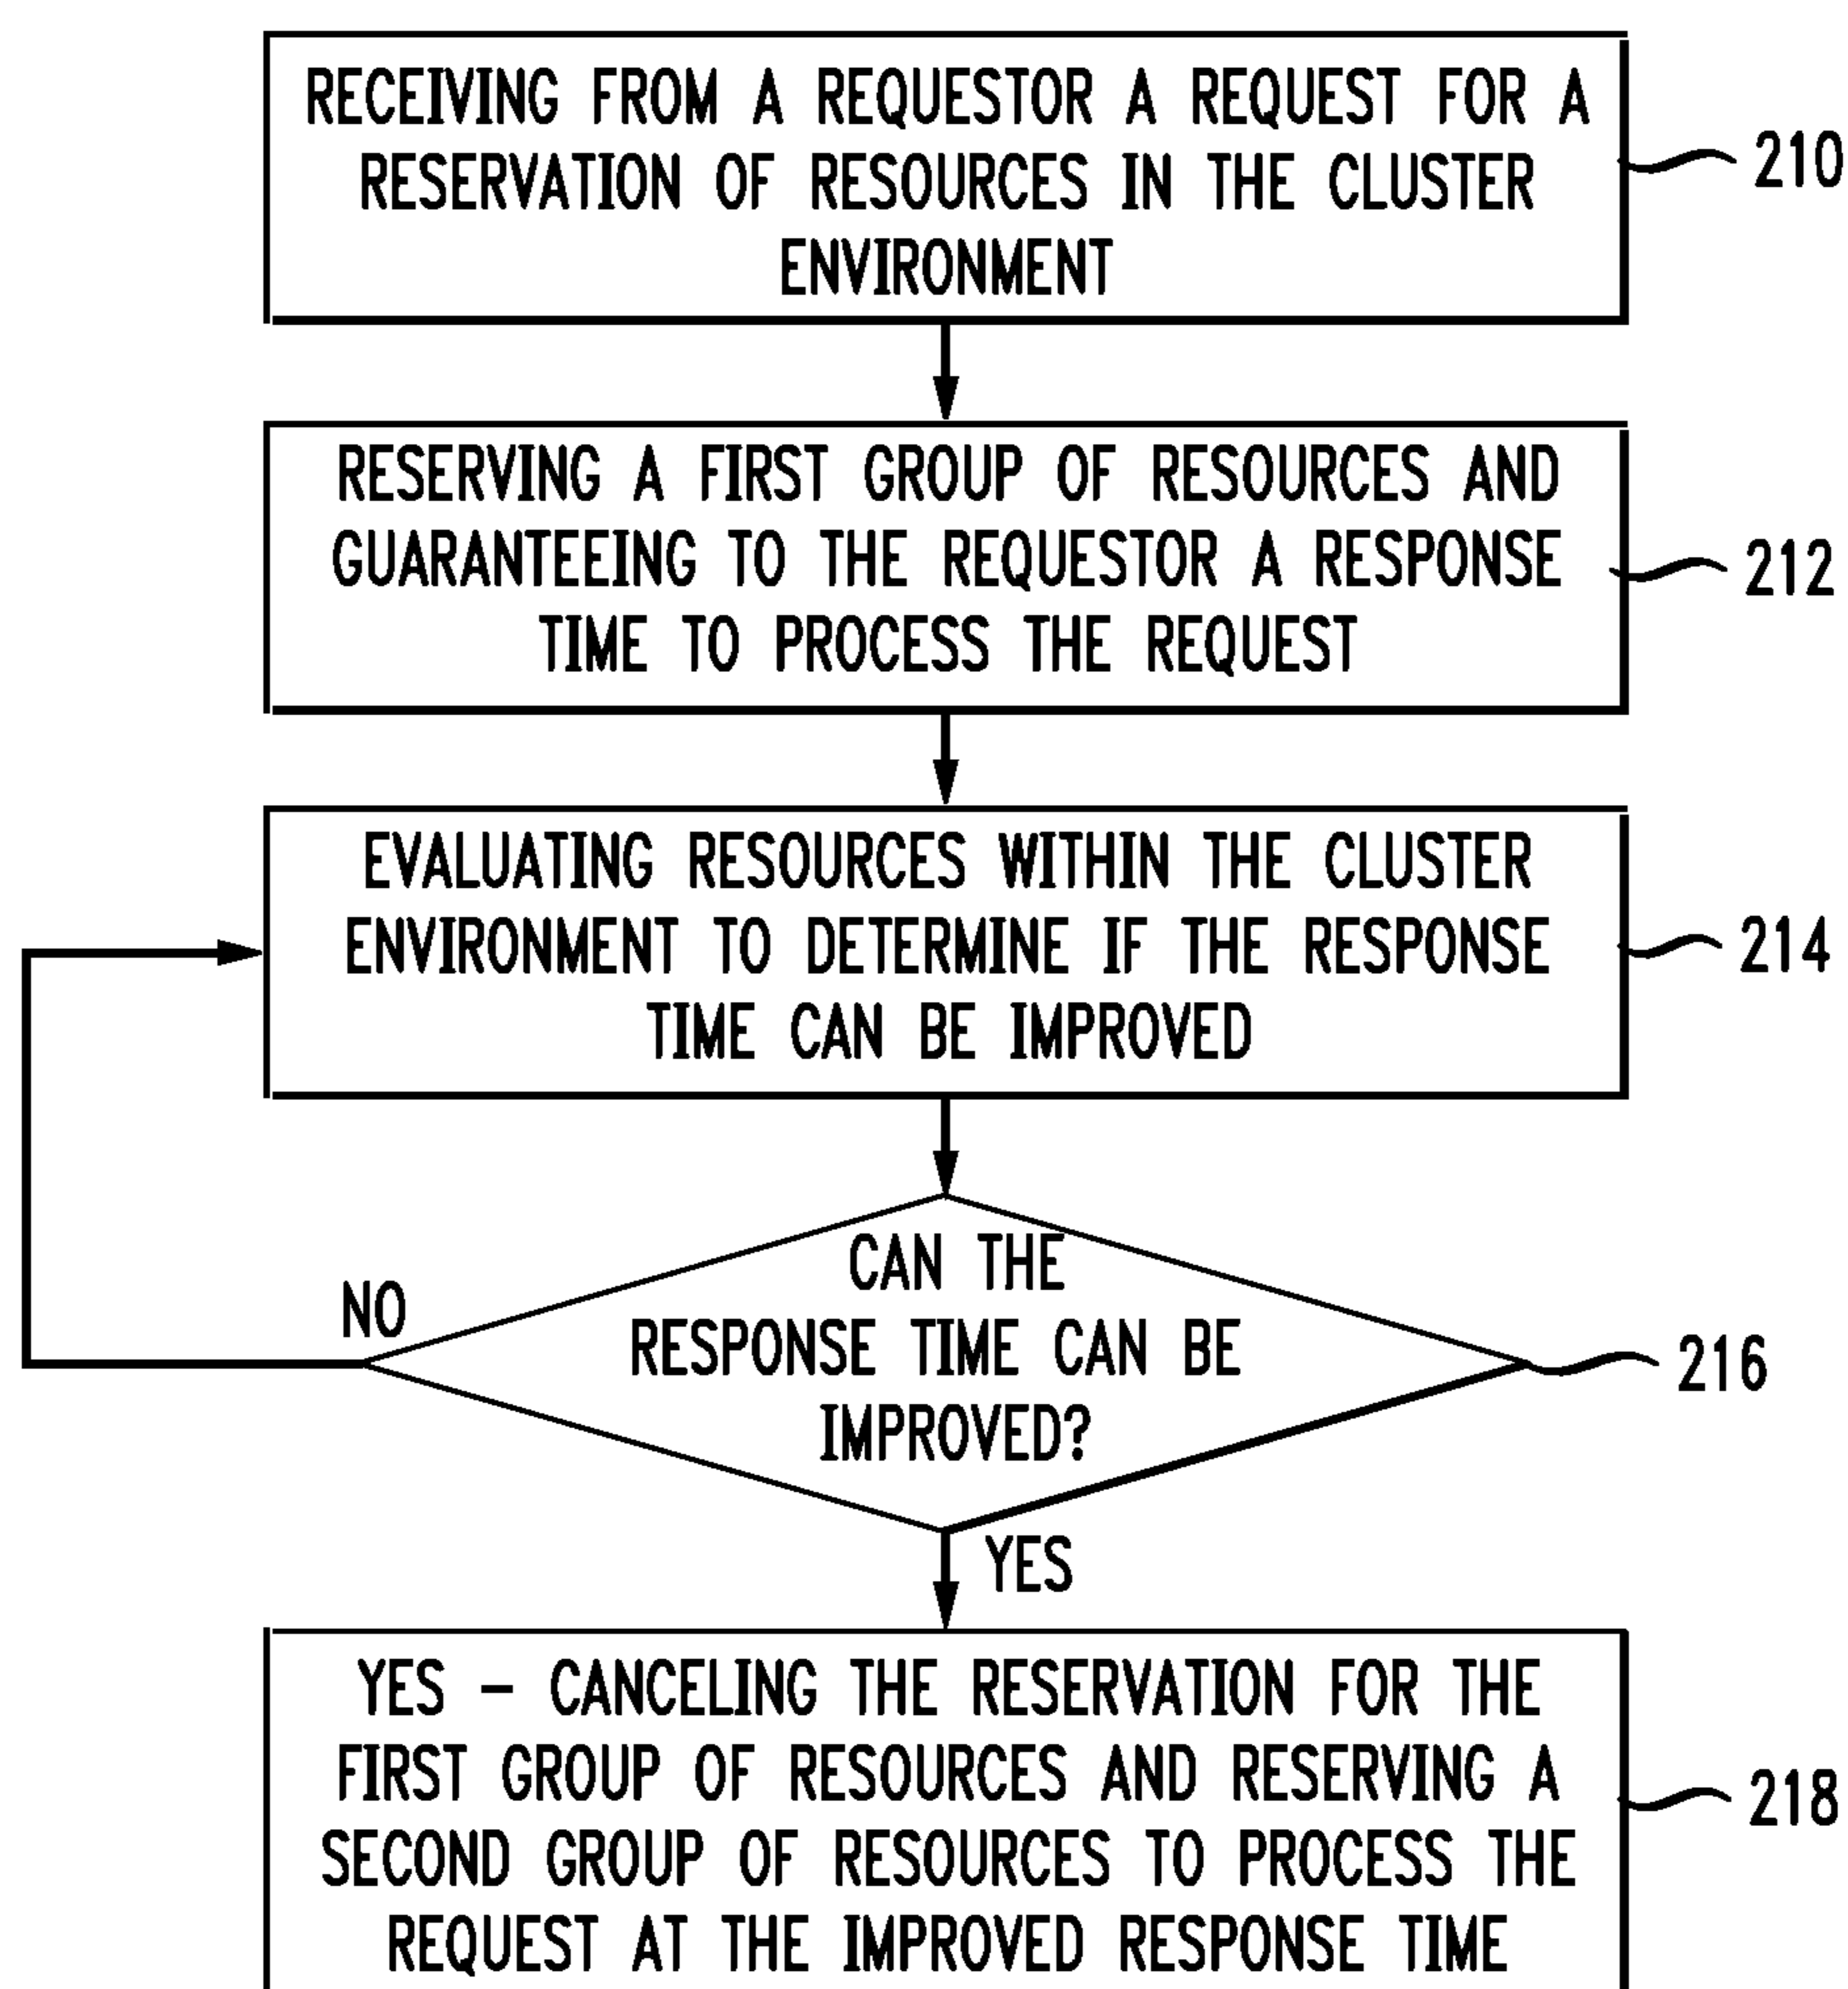 RECEIVING FROM A REQUESTOR A REQUEST FOR A
RESERVATION OF RESOURCES IN THE CLUSTER
ENVIRONMENT
210
RESERVING A FIRST GROUP OF RESOURCES AND
GUARANTEEING TO THE REQUESTOR A RESPONSE
TIME TO PROCESS THE REQUEST
212
EVALUATING RESOURCES WITHIN THE CLUSTER
ENVIRONMENT TO DETERMINE IF THE RESPONSE
TIME CAN BE IMPROVED
214
CAN THE
RESPONSE TIME CAN BE
IMPROVED?
216
NO
YES
YES – CANCELING THE RESERVATION FOR THE
FIRST GROUP OF RESOURCES AND RESERVING A
SECOND GROUP OF RESOURCES TO PROCESS THE
REQUEST AT THE IMPROVED RESPONSE TIME
218